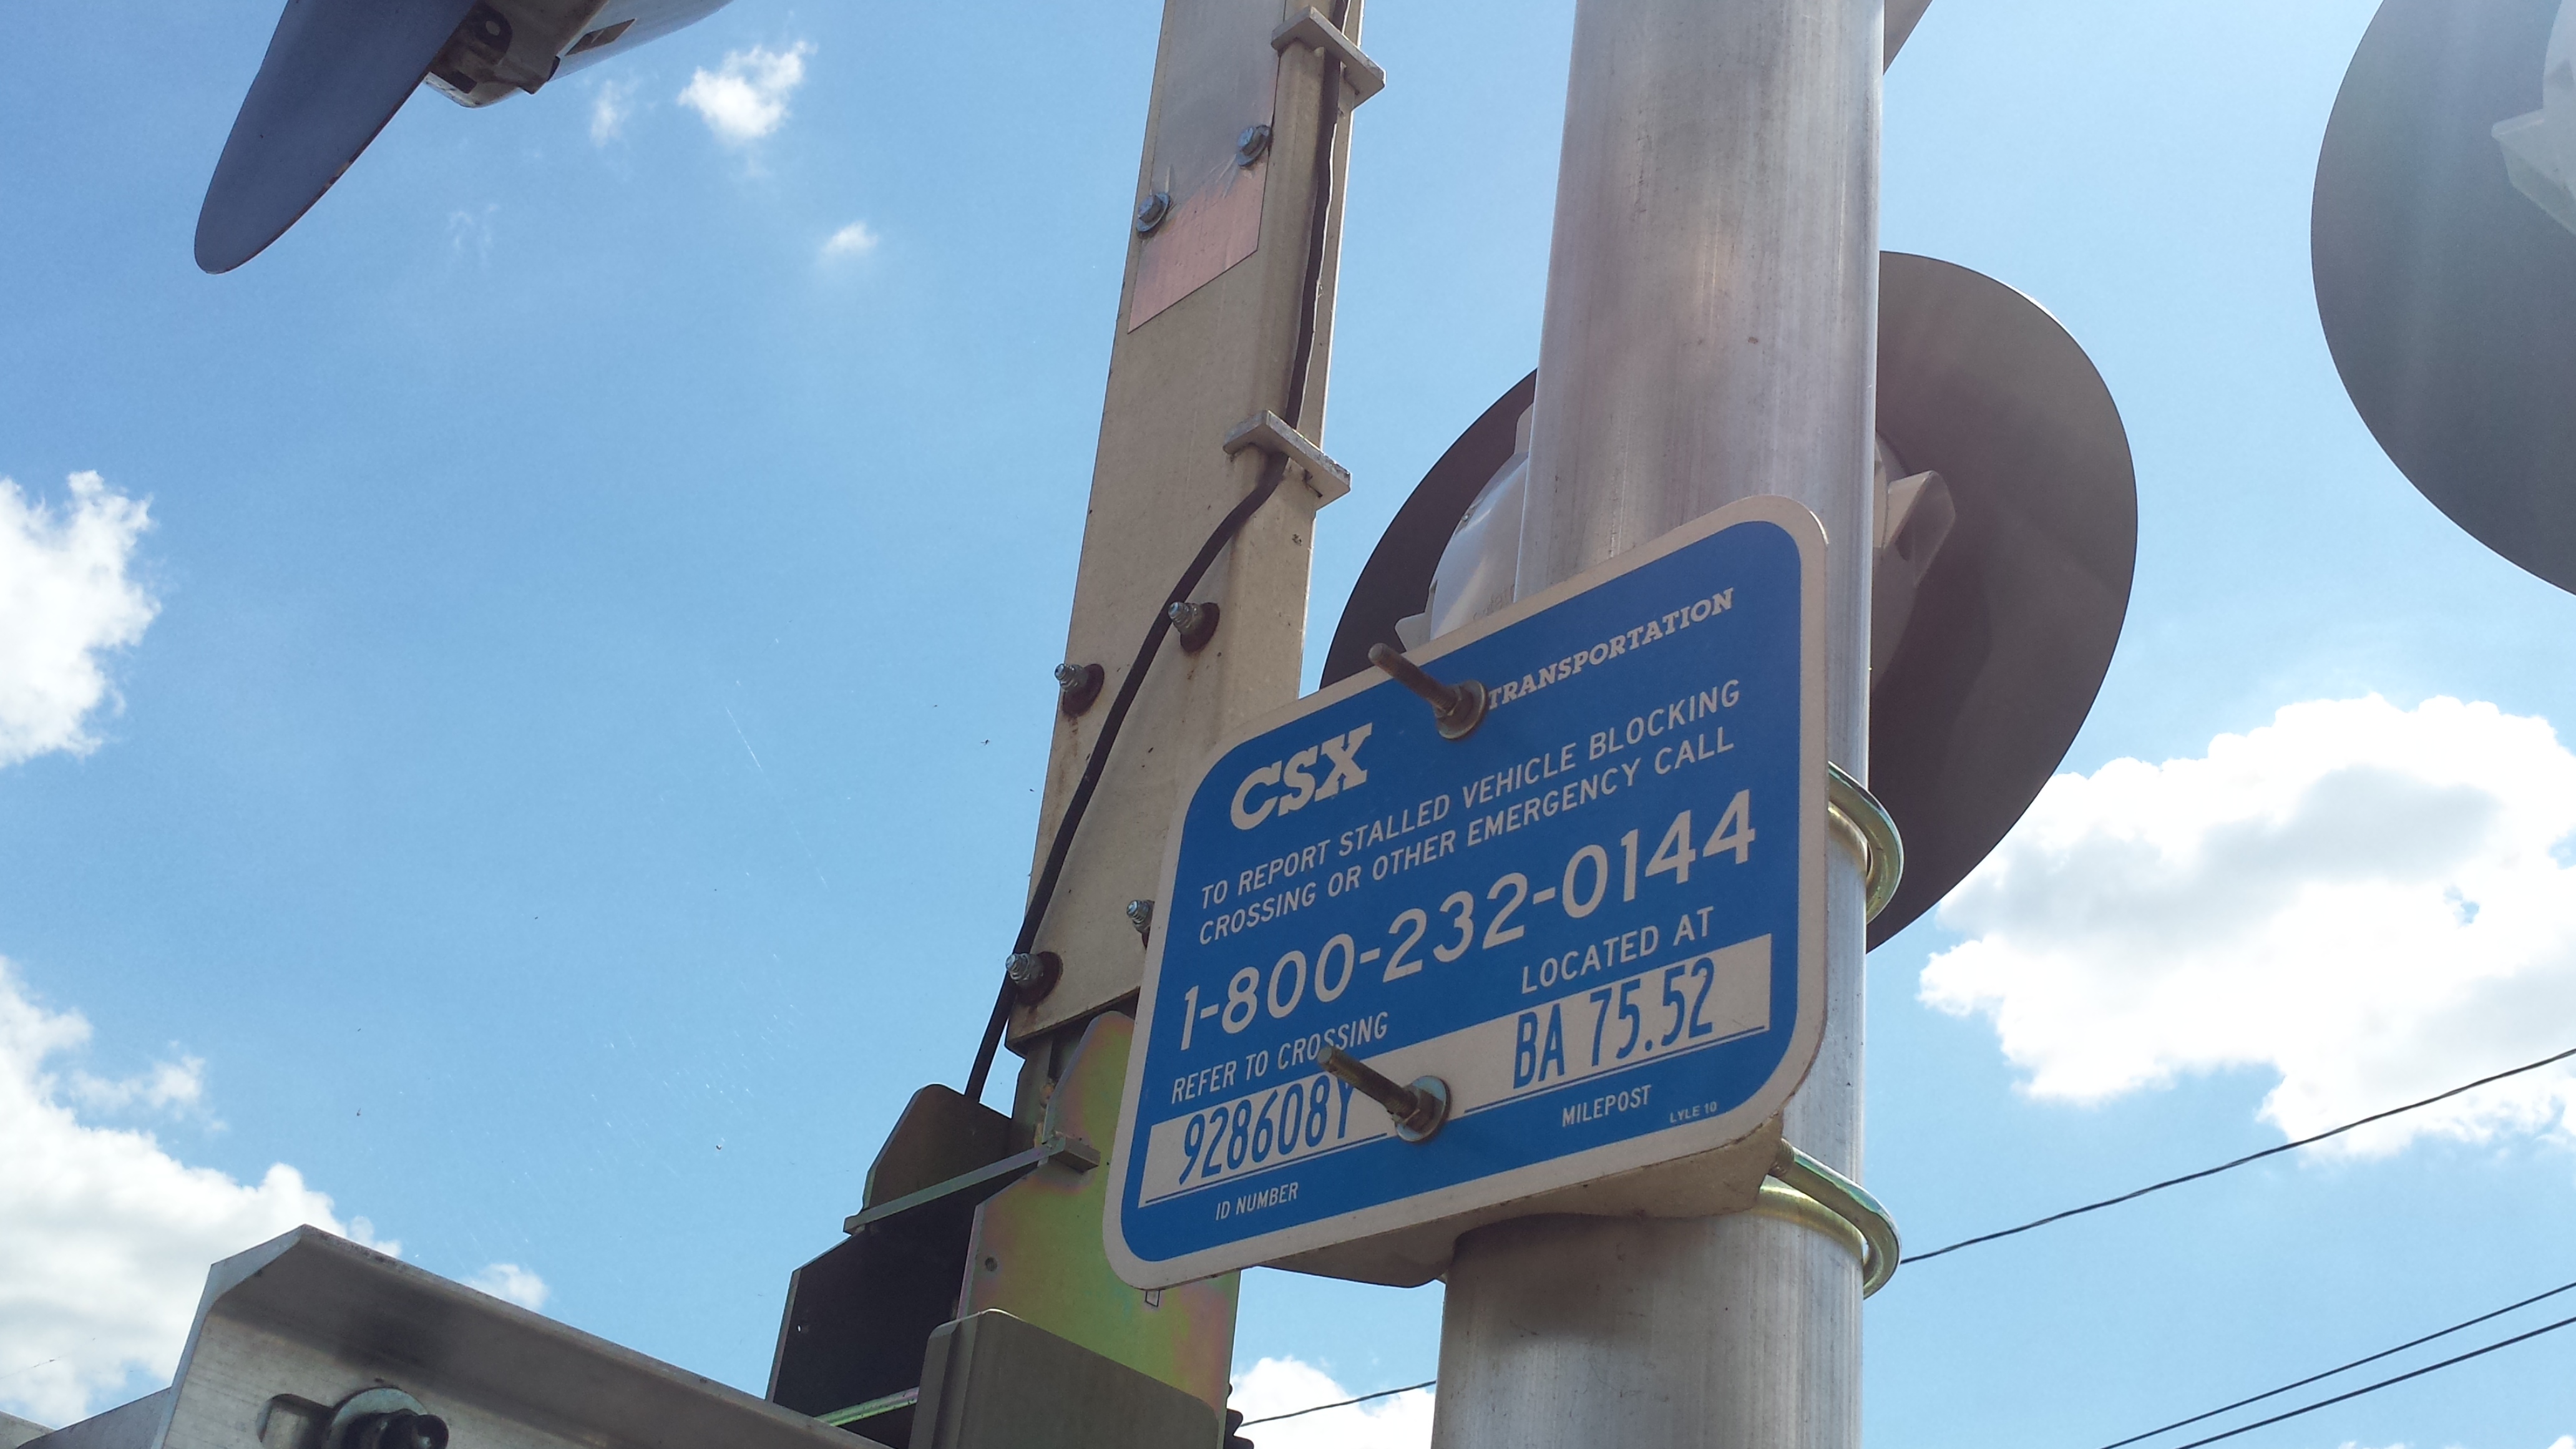 CSX TRANSPORTATION
TO REPORT STALLED VEHICLE BLOCKING
CROSSING OR OTHER EMERGENCY CALL
1-800-232-0144
REFER TO CROSSING LOCATED AT
928608Y BA 75.52
ID NUMBER MILEPOST
LYLE 10